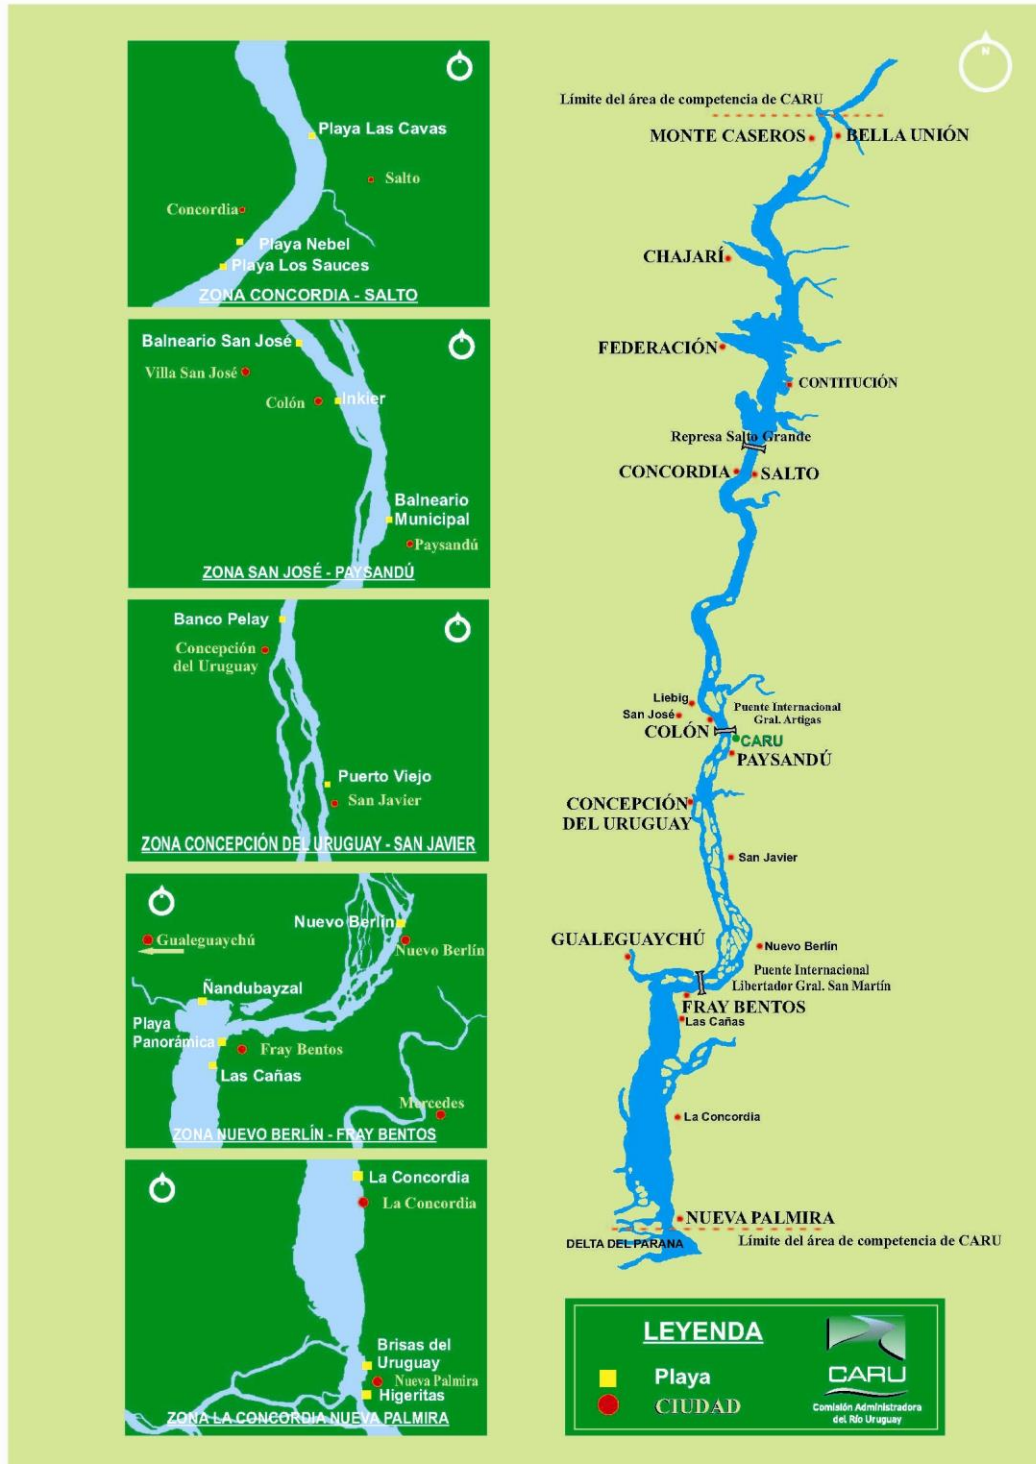 Playa Las Cavas
Salto
Concordia
Playa Nebel
Playa Los Sauces
ZONA CONCORDIA - SALTO
Balneario San José
Villa San José
Colón
Inkier
Balneario
Municipal
Paysandú
ZONA SAN JOSÉ - PAYSANDÚ
Banco Pelay
Concepción
del Uruguay
Puerto Viejo
San Javier
ZONA CONCEPCIÓN DEL URUGUAY - SAN JAVIER
Nuevo Berlín
Gualeguaychú
Nuevo Berlín
Ñandubayzal
Playa
Panorámica
Fray Bentos
Las Cañas
Mercedes
ZONA NUEVO BERLÍN - FRAY BENTOS
La Concordia
La Concordia
Brisas del
Uruguay
Nueva Palmira
Higeritas
ZONA LA CONCORDIA NUEVA PALMIRA
N
Límite del área de competencia de CARU
MONTE CASEROS
BELLA UNIÓN
CHAJARÍ
FEDERACIÓN
CONTITUCIÓN
Represa Salto Grande
CONCORDIA
SALTO
Liebig
San José
Puente Internacional
Gral. Artigas
COLÓN
CARU
PAYSANDÚ
CONCEPCIÓN
DEL URUGUAY
San Javier
GUALEGUAYCHÚ
Nuevo Berlín
Puente Internacional
Libertador Gral. San Martín
FRAY BENTOS
Las Cañas
La Concordia
NUEVA PALMIRA
DELTA DEL PARANA
Límite del área de competencia de CARU
LEYENDA
Playa
CIUDAD
CARU
Comisión Administradora
del Río Uruguay